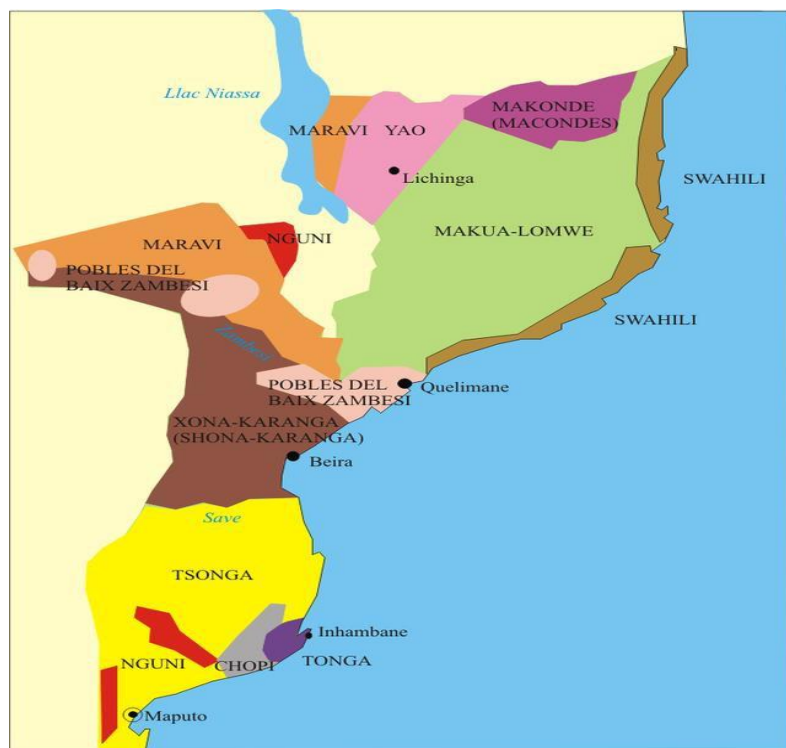 Llac Niassa
MAKONDE
(MACONDES)
MARAVI
YAO
Lichinga
SWAHILI
MAKUA-LOMWE
MARAVI
NGUNI
POBLES DEL
BAIX ZAMBESI
SWAHILI
Zambesi
POBLES DEL
BAIX ZAMBESI
Quelimane
XONA-KARANGA
(SHONA-KARANGA)
Beira
Save
TSONGA
Inhambane
NGUNI
CHOPI
TONGA
Maputo